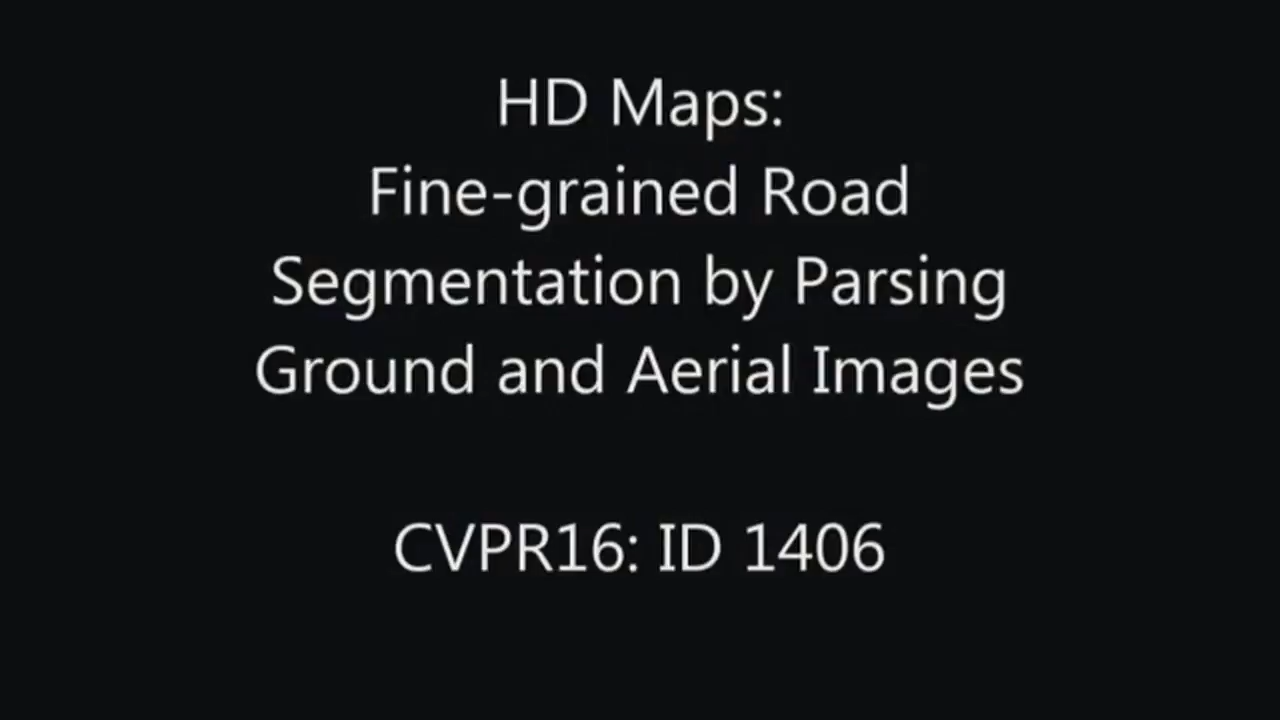 HD Maps:
Fine-grained Road
Segmentation by Parsing
Ground and Aerial Images
CVPR16: ID 1406